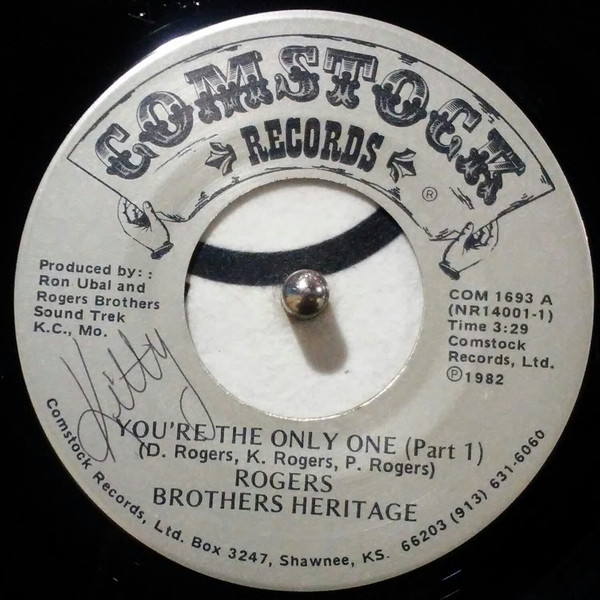 COMSTOCK
RECORDS
®
Produced by: :
Ron Ubal and
Rogers Brothers
Sound Trek
K.C., Mo.
COM 1693 A
(NR14001-1)
Time 3:29
Comstock
Records, Ltd.
Ⓟ1982
Kitty
YOU'RE THE ONLY ONE (Part 1)
(D. Rogers, K. Rogers, P. Rogers)
ROGERS
BROTHERS HERITAGE
Comstock Records, Ltd. Box 3247, Shawnee, KS. 66203 (913) 631-6060